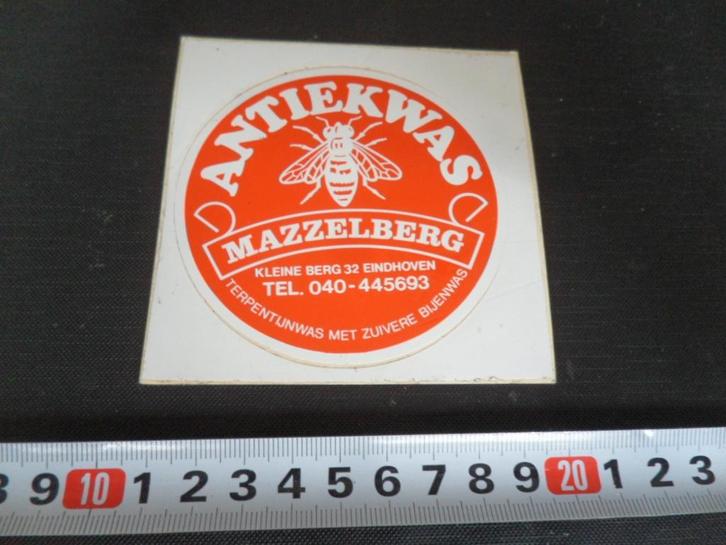 ANTIEKWAS
MAZZELBERG
KLEINE BERG 32 EINDHOVEN
TEL. 040-445693
TERPENTIJNWAS MET ZUIVERE BIJENWAS
3 9 10 1 2 3 4 5 6 7 8 9 20 1 2 3